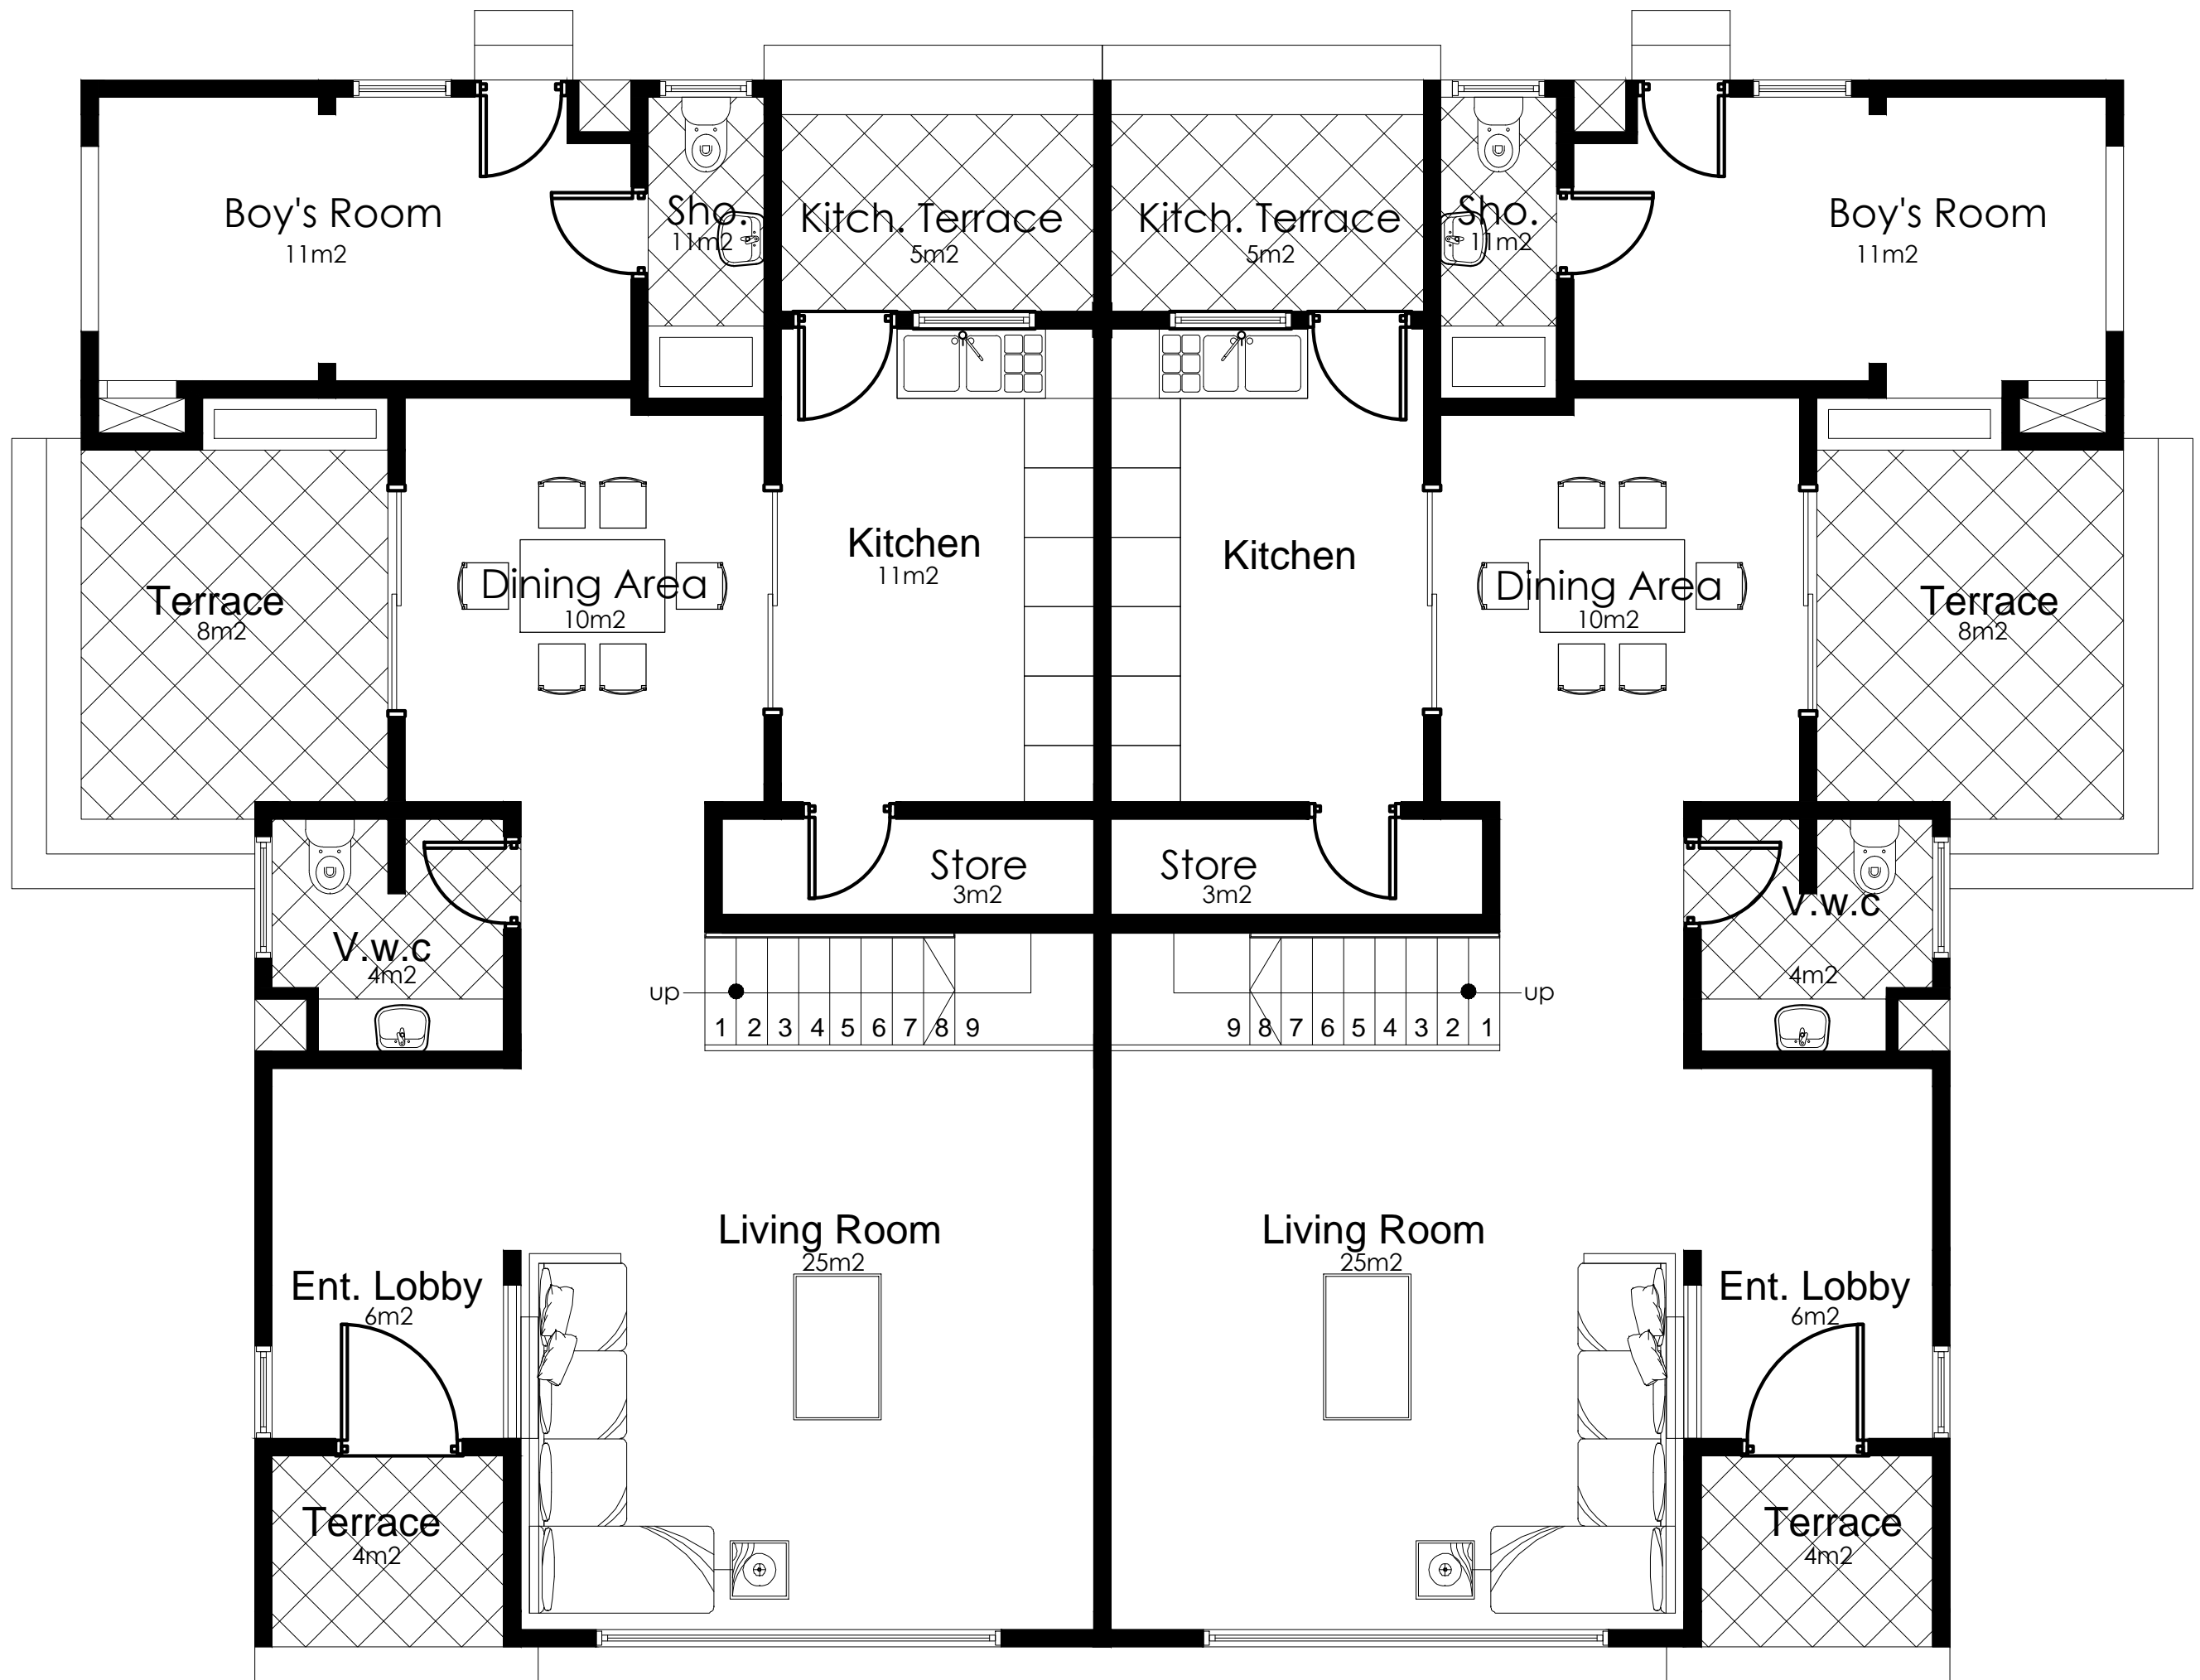 Boy's Room
11m2
Sho.
11m2
Kitch. Terrace
5m2
Kitch. Terrace
5m2
Sho.
11m2
Boy's Room
11m2
Terrace
8m2
Dining Area
10m2
Kitchen
11m2
Kitchen
Dining Area
10m2
Terrace
8m2
V.w.c
4m2
Store
3m2
Store
3m2
V.w.c
4m2
up
1 2 3 4 5 6 7 8 9
9 8 7 6 5 4 3 2 1
up
Ent. Lobby
6m2
Living Room
25m2
Living Room
25m2
Ent. Lobby
6m2
Terrace
4m2
Terrace
4m2